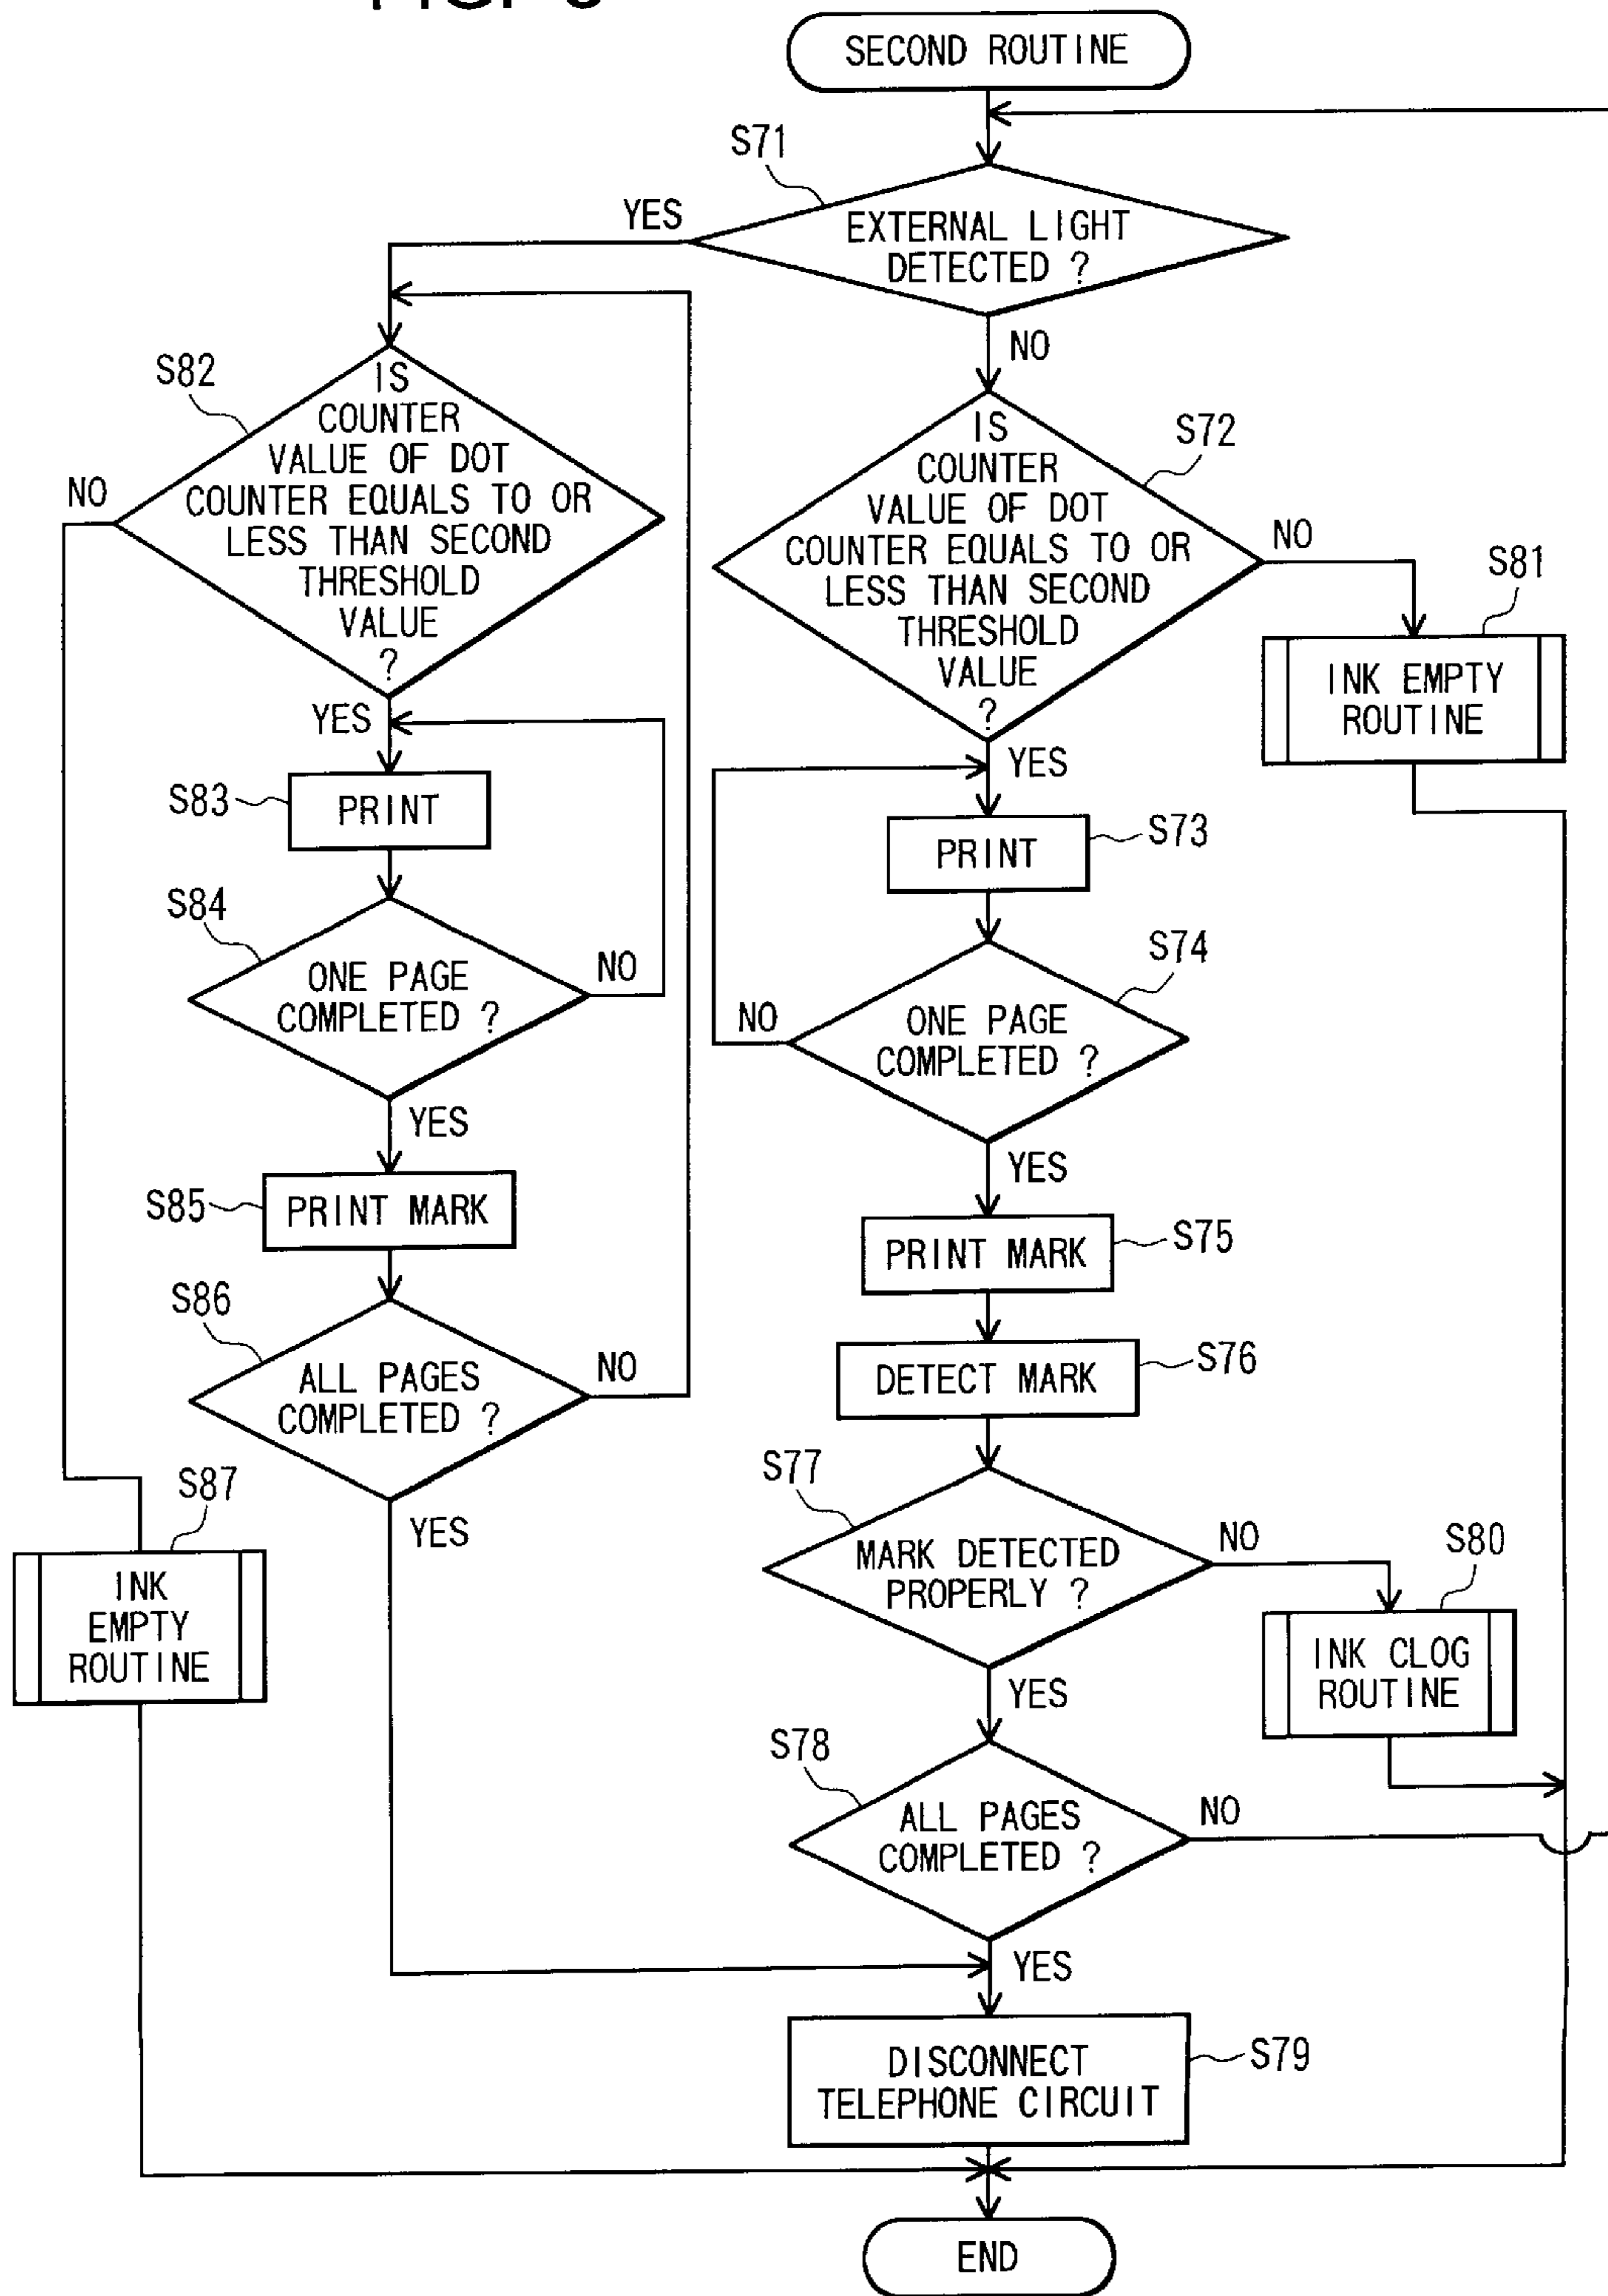 SECOND ROUTINE
S71
EXTERNAL LIGHT
DETECTED ?
YES
NO
S82
IS
COUNTER
VALUE OF DOT
COUNTER EQUALS TO OR
LESS THAN SECOND
THRESHOLD
VALUE
?
NO
YES
S72
IS
COUNTER
VALUE OF DOT
COUNTER EQUALS TO OR
LESS THAN SECOND
THRESHOLD
VALUE
?
NO
YES
S81
INK EMPTY
ROUTINE
S83
PRINT
S73
PRINT
S84
ONE PAGE
COMPLETED ?
NO
YES
S74
ONE PAGE
COMPLETED ?
NO
YES
S85
PRINT MARK
S75
PRINT MARK
S86
ALL PAGES
COMPLETED ?
NO
YES
S76
DETECT MARK
S77
MARK DETECTED
PROPERLY ?
NO
YES
S87
INK
EMPTY
ROUTINE
S80
INK CLOG
ROUTINE
S78
ALL PAGES
COMPLETED ?
NO
YES
S79
DISCONNECT
TELEPHONE CIRCUIT
END